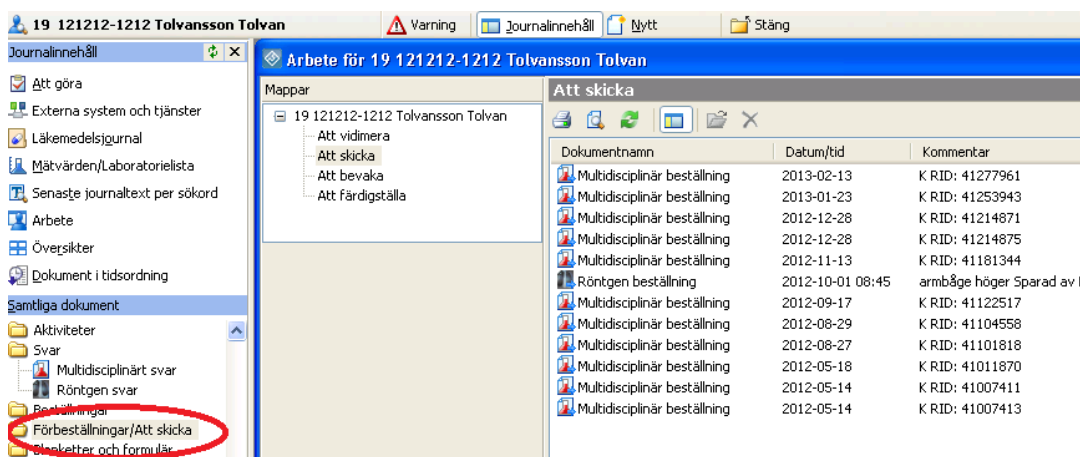 19 121212-1212 Tolvansson Tolvan
Varning
Journalinnehåll
Nytt
Stäng
Journalinnehåll
Att göra
Externa system och tjänster
Läkemedelsjournal
Mätvärden/Laboratorielista
Senaste journaltext per sökord
Arbete
Översikter
Dokument i tidsordning
Samtliga dokument
Aktiviteter
Svar
Multidisciplinärt svar
Röntgen svar
Beställningar
Förbeställningar/Att skicka
Blanketter och formulär
Arbete för 19 121212-1212 Tolvansson Tolvan
Mappar
19 121212-1212 Tolvansson Tolvan
Att vidimera
Att skicka
Att bevaka
Att färdigställa
Att skicka
Dokumentnamn Datum/tid Kommentar
Multidisciplinär beställning 2013-02-13 K RID: 41277961
Multidisciplinär beställning 2013-01-23 K RID: 41253943
Multidisciplinär beställning 2012-12-28 K RID: 41214871
Multidisciplinär beställning 2012-12-28 K RID: 41214875
Multidisciplinär beställning 2012-11-13 K RID: 41181344
Röntgen beställning 2012-10-01 08:45 armbåge höger Sparad av
Multidisciplinär beställning 2012-09-17 K RID: 41122517
Multidisciplinär beställning 2012-08-29 K RID: 41104558
Multidisciplinär beställning 2012-08-27 K RID: 41101818
Multidisciplinär beställning 2012-05-18 K RID: 41011870
Multidisciplinär beställning 2012-05-14 K RID: 41007411
Multidisciplinär beställning 2012-05-14 K RID: 41007413